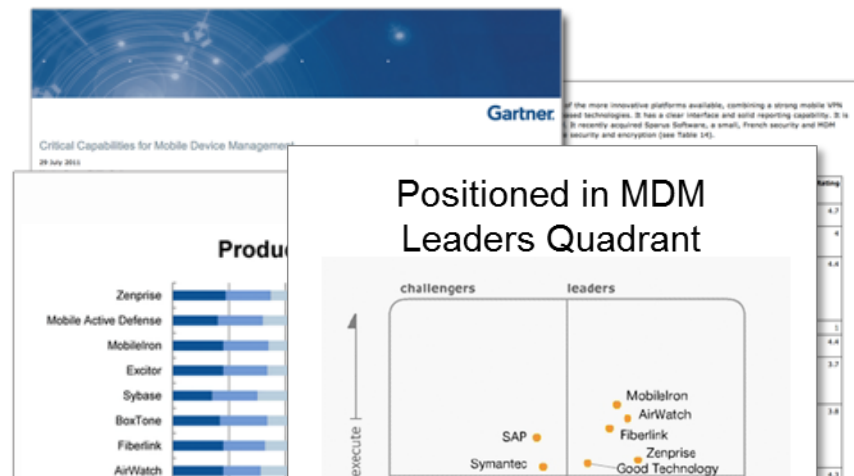 Gartner.
of the more innovative platforms available, combining a strong mobile VPN
ased technologies. It has a clear interface and solid reporting capability. It is
. It recently acquired Sparus Software, a small, French security and MDM
security and encryption (see Table 14).
Critical Capabilities for Mobile Device Management
29 July 2011
Rating
4.7
4
4.4
1
4.4
3.7
3.8
4.3
Produ
Zenprise
Mobile Active Defense
MobileIron
Excitor
Sybase
BoxTone
Fiberlink
AirWatch
Positioned in MDM
Leaders Quadrant
challengers
leaders
execute
MobileIron
AirWatch
Fiberlink
SAP
Zenprise
Symantec
Good Technology